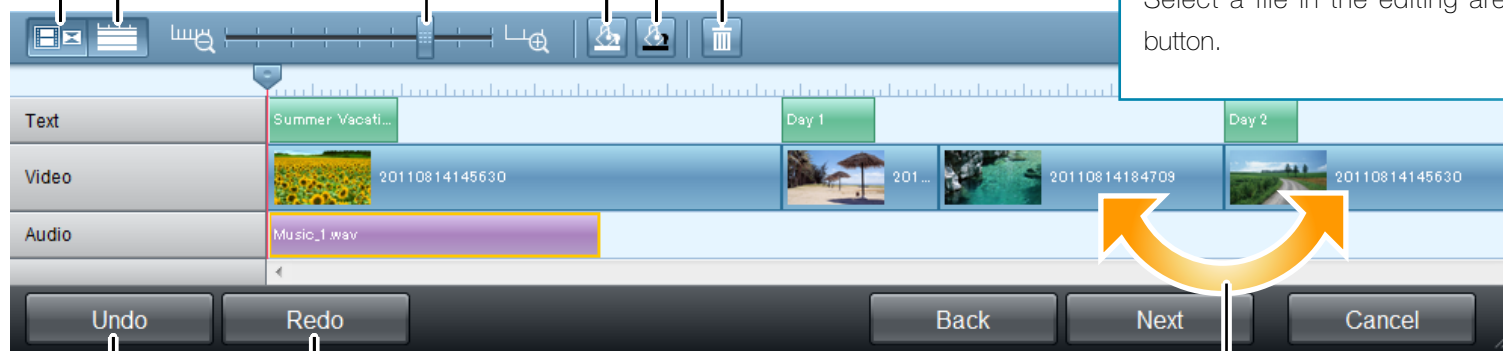 Select a file in the editing are
button.
Text
Summer Vacati...
Day 1
Day 2
Video
20110814145630
201...
20110814184709
20110814145630
Audio
Music_1.wav
Undo
Redo
Back
Next
Cancel